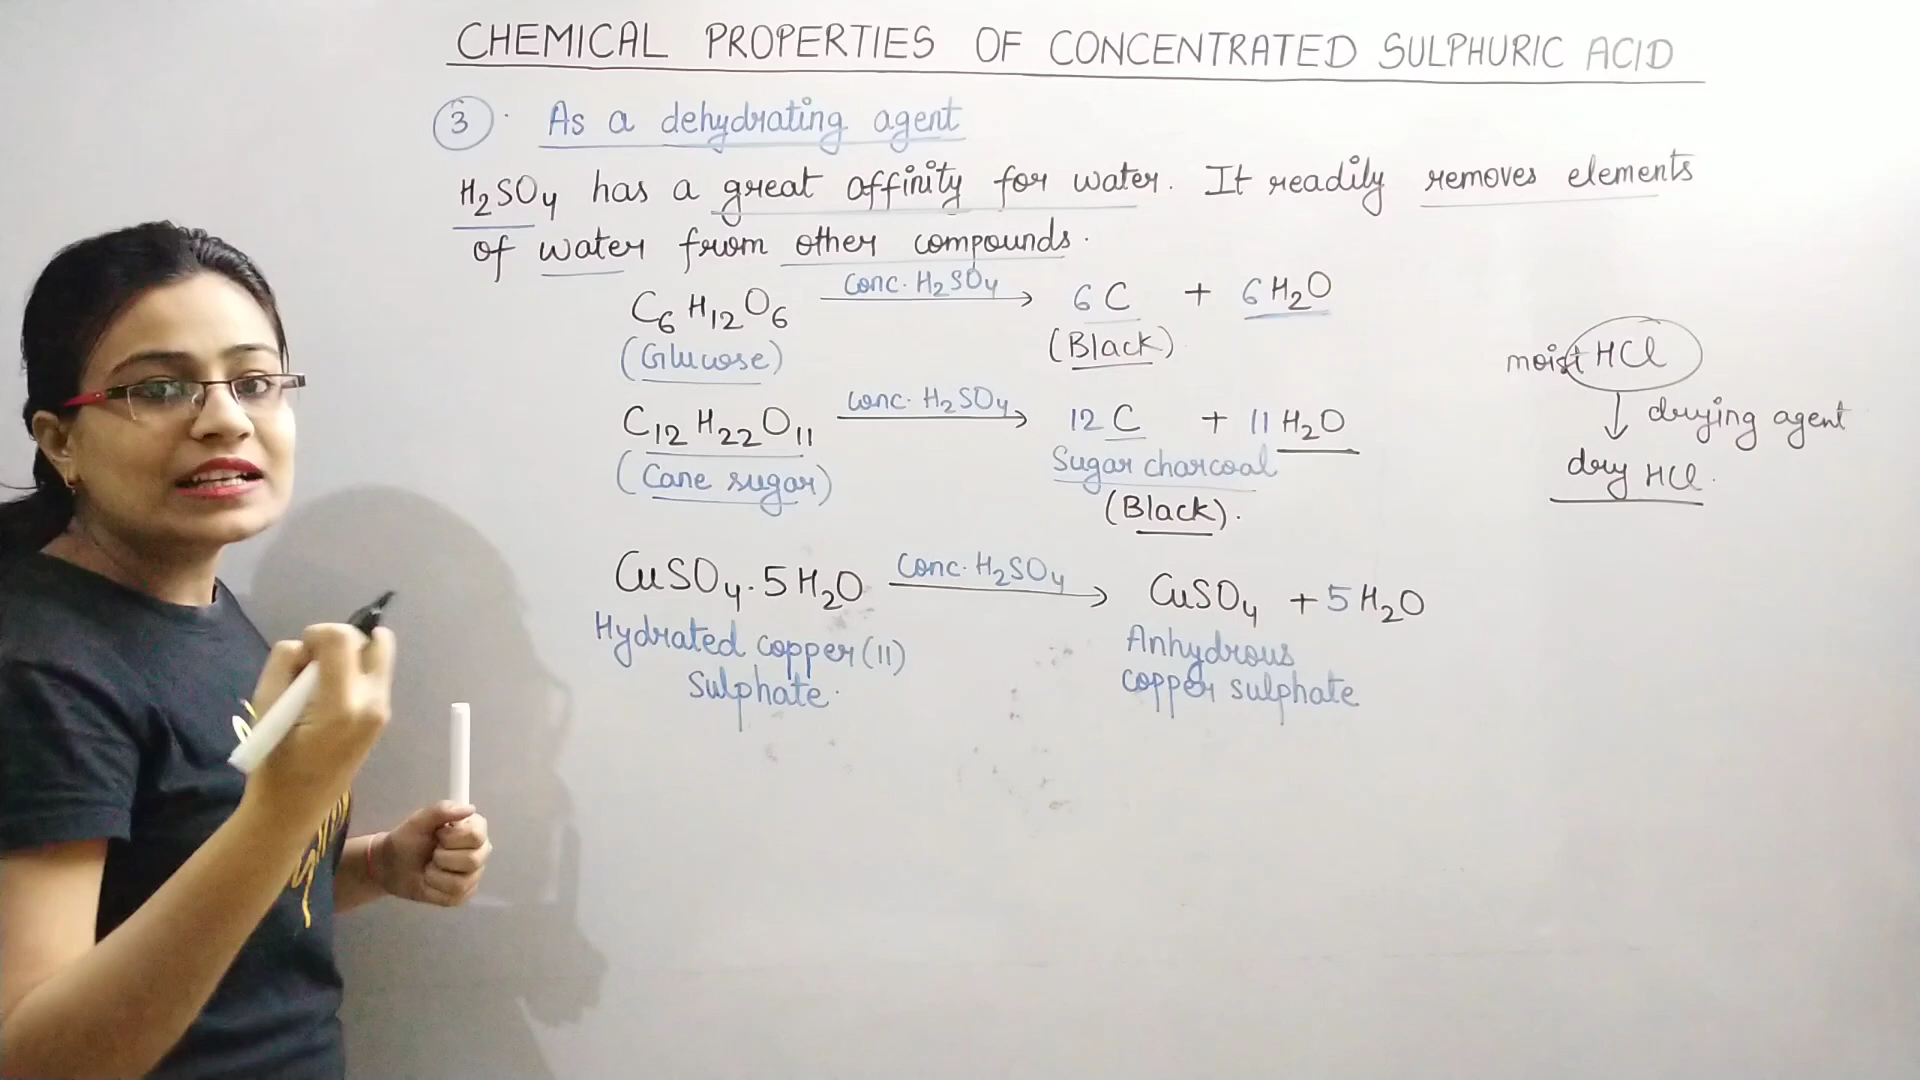 CHEMICAL PROPERTIES OF CONCENTRATED SULPHURIC ACID
3. As a dehydrating agent
H₂SO₄ has a great affinity for water. It readily removes elements
of water from other compounds.
C₆H₁₂O₆ conc. H₂SO₄ → 6C + 6H₂O
(Glucose) (Black)
C₁₂H₂₂O₁₁ conc. H₂SO₄ → 12C + 11H₂O
(Cane sugar) Sugar charcoal
(Black).
CuSO₄.5H₂O Conc. H₂SO₄ → CuSO₄ + 5H₂O
Hydrated copper(II) Anhydrous
Sulphate. copper sulphate
moist HCl
↓ drying agent
dry HCl.